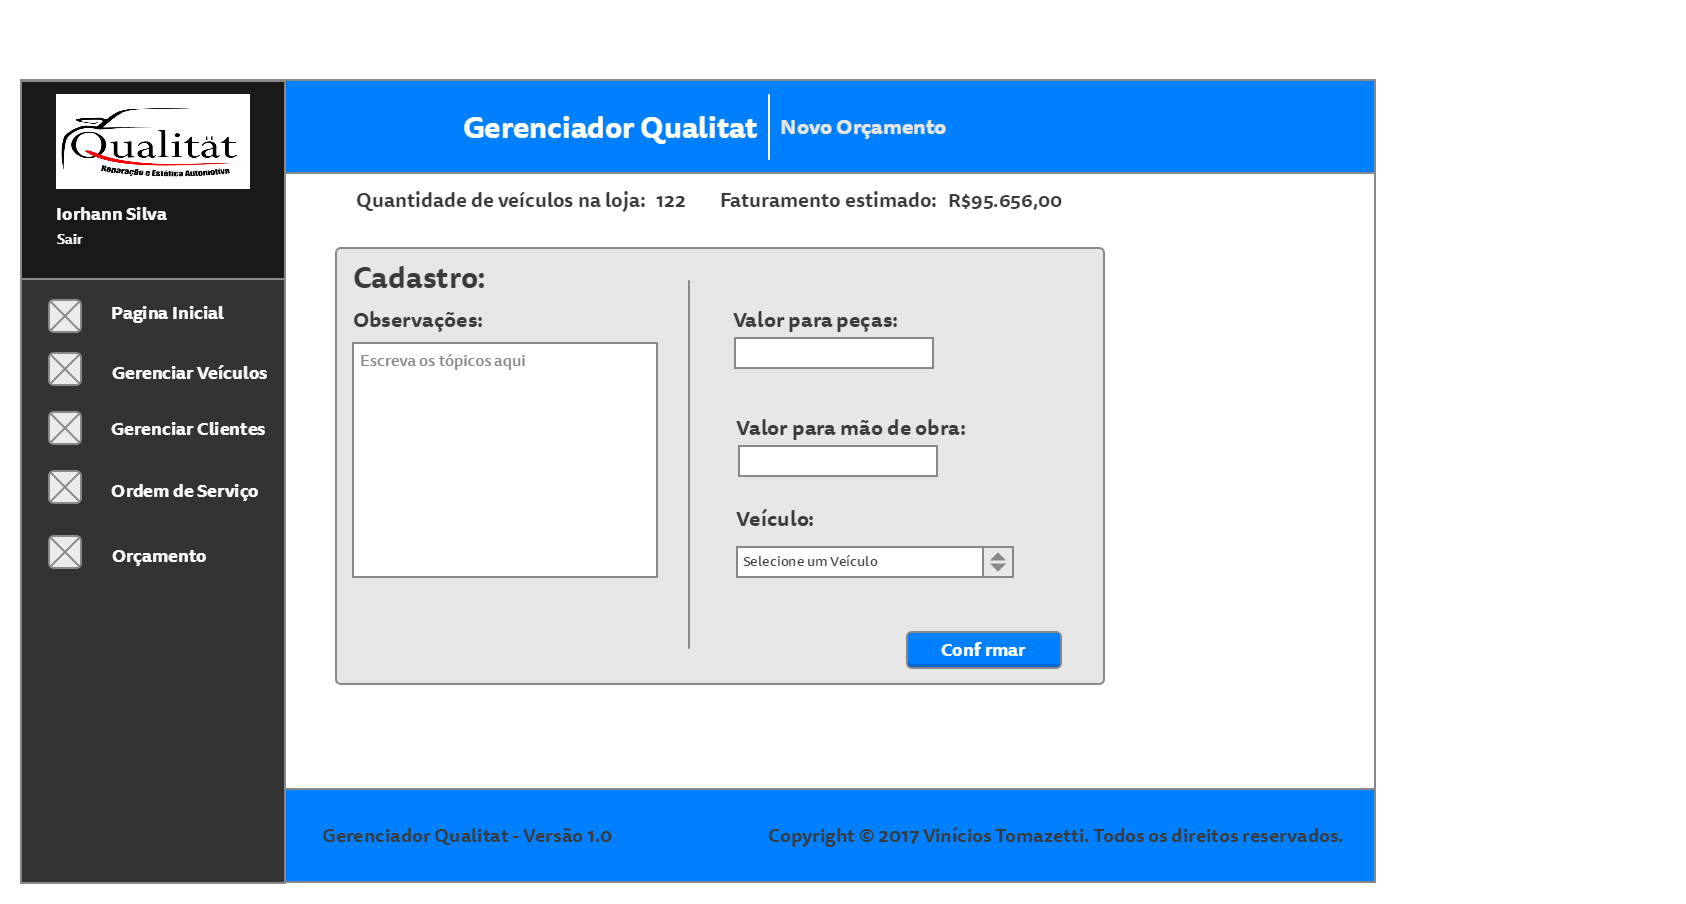 Qualität
Reparação e Estética Automotiva
Iorhann Silva
Sair
Pagina Inicial
Gerenciar Veículos
Gerenciar Clientes
Ordem de Serviço
Orçamento
Gerenciador Qualitat
Novo Orçamento
Quantidade de veículos na loja: 122
Faturamento estimado: R$95.656,00
Cadastro:
Observações:
Escreva os tópicos aqui
Valor para peças:
Valor para mão de obra:
Veículo:
Selecione um Veículo
Conf rmar
Gerenciador Qualitat - Versão 1.0
Copyright © 2017 Vinícios Tomazetti. Todos os direitos reservados.